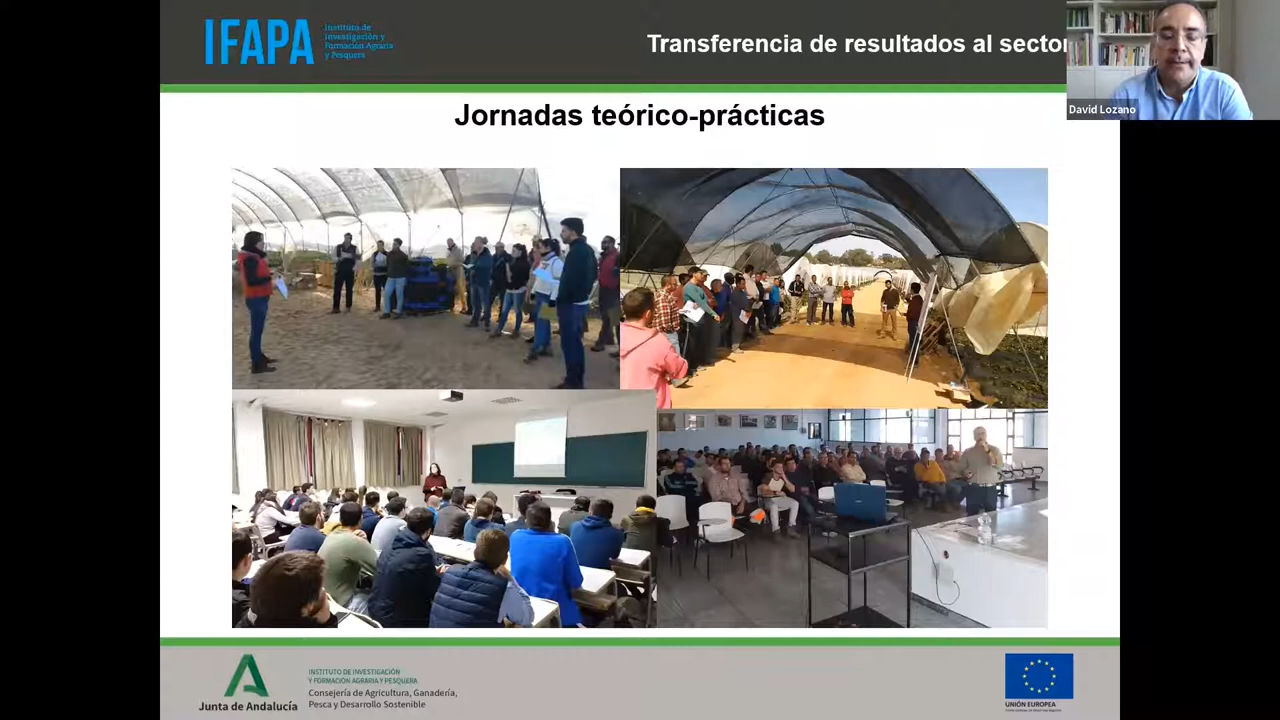 IFAPA
Instituto de
Investigación y
Formación Agraria
y Pesquera
Transferencia de resultados al sector
David Lozano
Jornadas teórico-prácticas
Junta de Andalucía
INSTITUTO DE INVESTIGACIÓN
Y FORMACIÓN AGRARIA Y PESQUERA
Consejería de Agricultura, Ganadería,
Pesca y Desarrollo Sostenible
UNIÓN EUROPEA